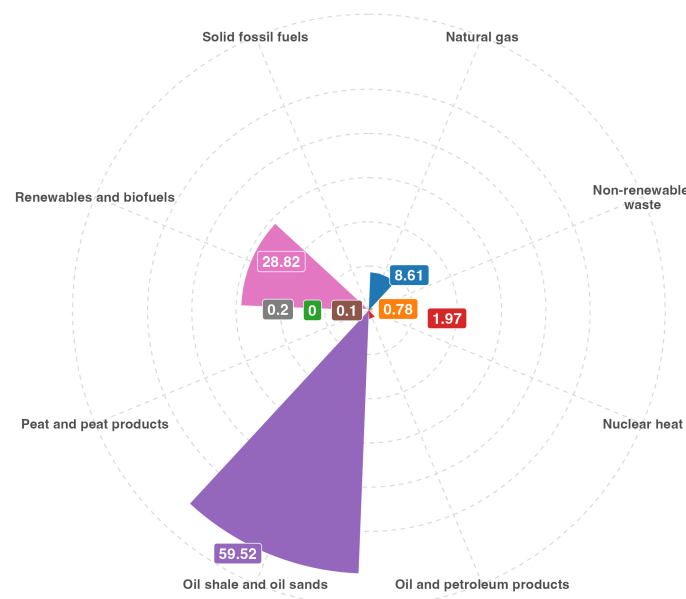 Solid fossil fuels
Natural gas
Renewables and biofuels
Non-renewable
waste
28.82
8.61
0.2
0
0.1
0.78
1.97
Peat and peat products
Nuclear heat
59.52
Oil shale and oil sands
Oil and petroleum products